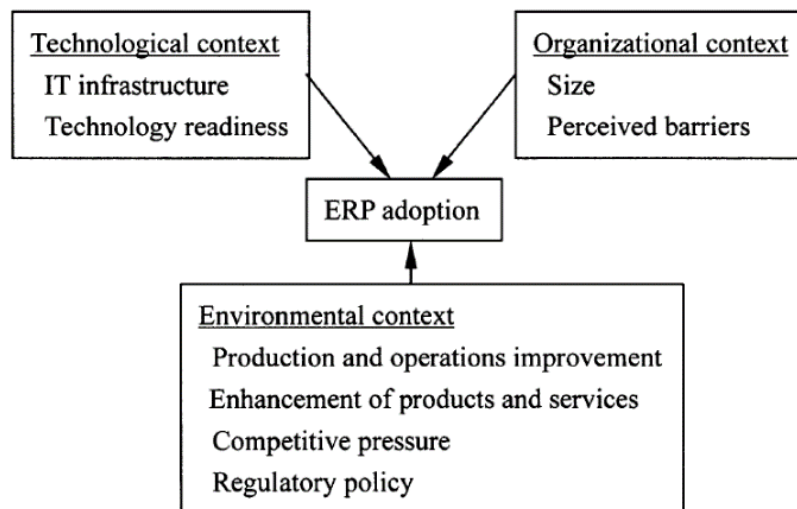 Technological context
IT infrastructure
Technology readiness
Organizational context
Size
Perceived barriers
ERP adoption
Environmental context
Production and operations improvement
Enhancement of products and services
Competitive pressure
Regulatory policy